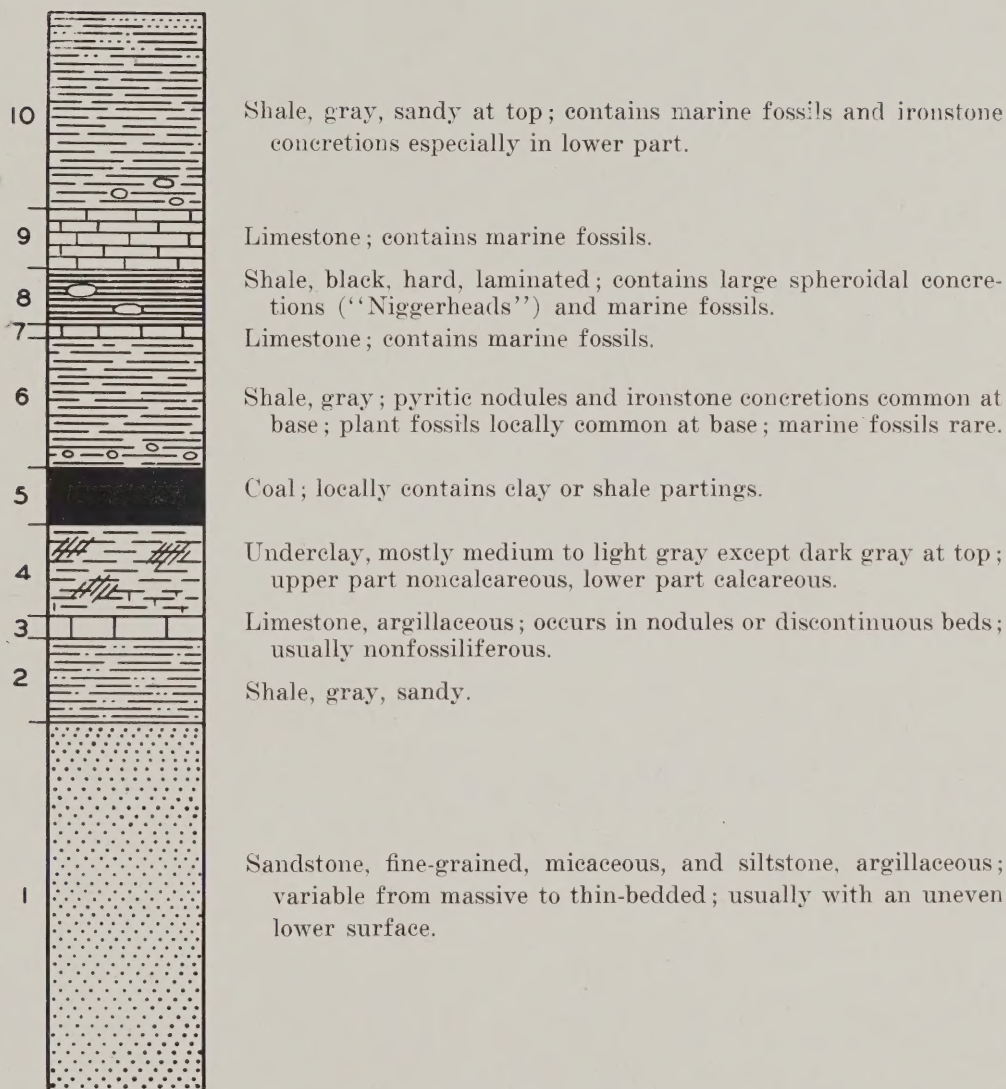 10
Shale, gray, sandy at top; contains marine fossils and ironstone
concretions especially in lower part.
9
Limestone; contains marine fossils.
8
Shale, black, hard, laminated; contains large spheroidal concre-
tions (“Niggerheads”) and marine fossils.
7
Limestone; contains marine fossils.
6
Shale, gray; pyritic nodules and ironstone concretions common at
base; plant fossils locally common at base; marine fossils rare.
5
Coal; locally contains clay or shale partings.
4
Underclay, mostly medium to light gray except dark gray at top;
upper part noncalcareous, lower part calcareous.
3
Limestone, argillaceous; occurs in nodules or discontinuous beds;
usually nonfossiliferous.
2
Shale, gray, sandy.
1
Sandstone, fine-grained, micaceous, and siltstone, argillaceous;
variable from massive to thin-bedded; usually with an uneven
lower surface.